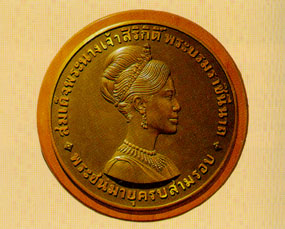 สมเด็จพระนางเจ้าสิริกิติ์ พระบรมราชินีนาถ
พระชนมายุครบสามรอบ